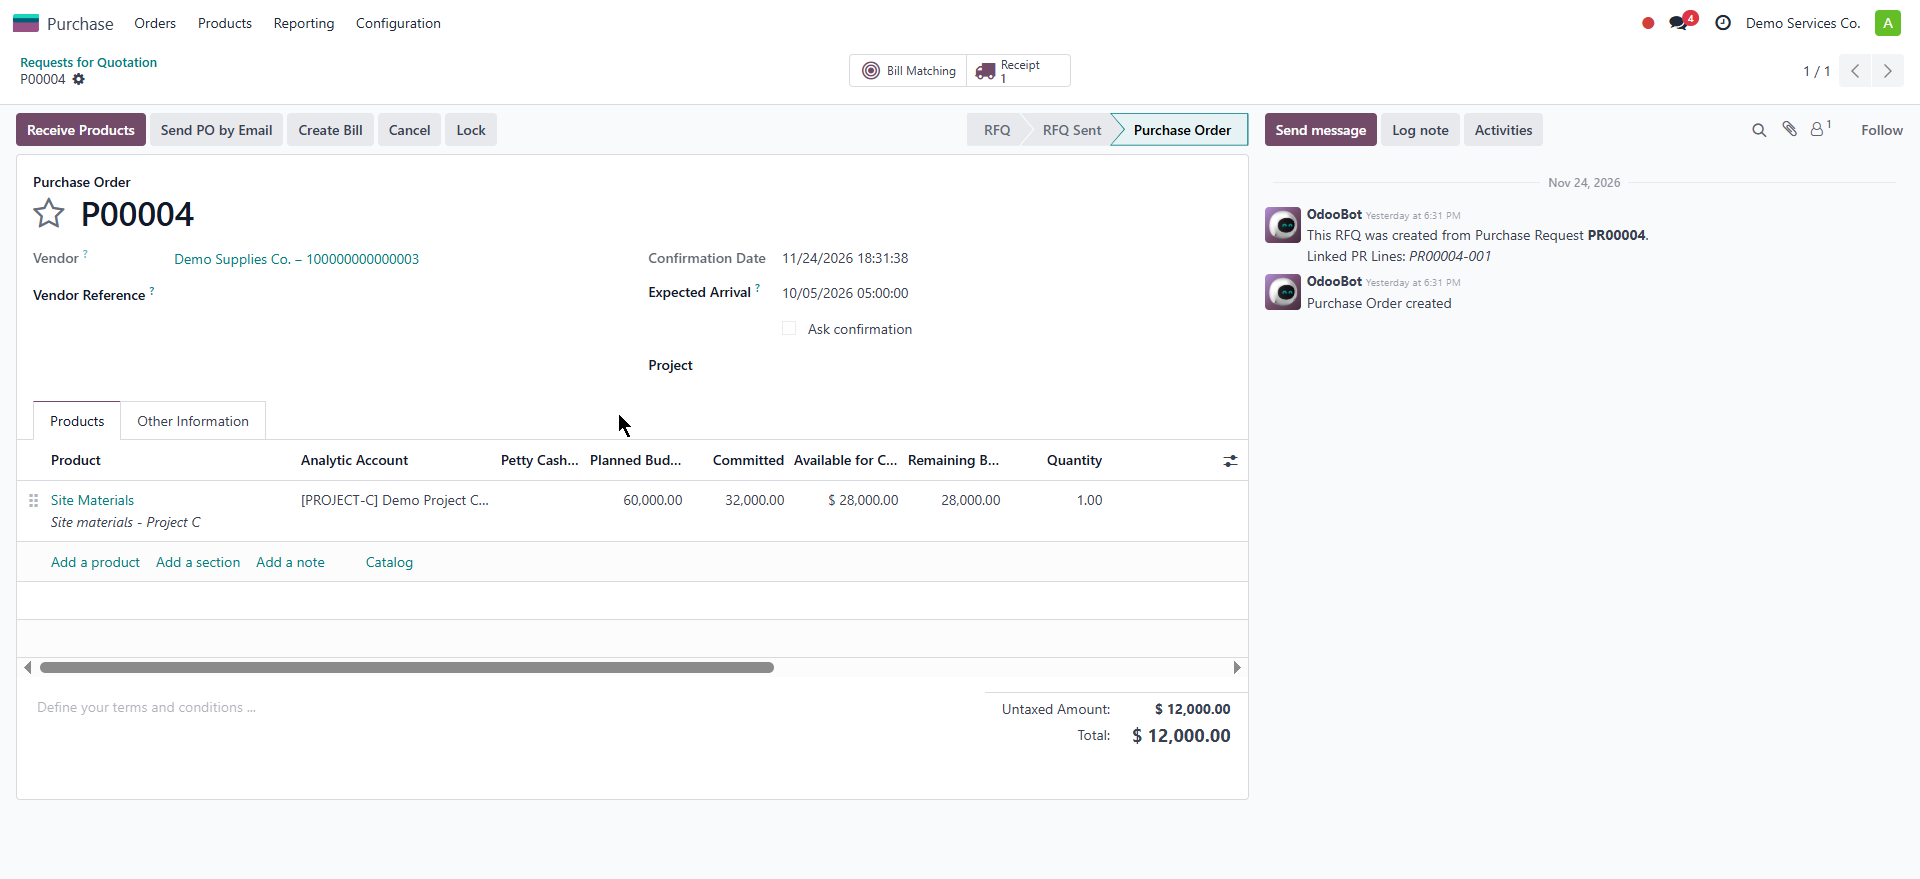 Purchase Orders Products Reporting Configuration
4 Demo Services Co. A
Requests for Quotation
P00004
Bill Matching
Receipt
1
1 / 1
Receive Products Send PO by Email Create Bill Cancel Lock
RFQ RFQ Sent Purchase Order
Send message Log note Activities
1 Follow
Purchase Order
P00004
Vendor ? Demo Supplies Co. – 100000000000003
Vendor Reference ?
Confirmation Date 11/24/2026 18:31:38
Expected Arrival ? 10/05/2026 05:00:00
Ask confirmation
Project
Products Other Information
Product Analytic Account Petty Cash... Planned Bud... Committed Available for C... Remaining B... Quantity
Site Materials [PROJECT-C] Demo Project C... 60,000.00 32,000.00 $ 28,000.00 28,000.00 1.00
Site materials - Project C
Add a product Add a section Add a note Catalog
Define your terms and conditions ...
Untaxed Amount: $ 12,000.00
Total: $ 12,000.00
Nov 24, 2026
OdooBot Yesterday at 6:31 PM
This RFQ was created from Purchase Request PR00004.
Linked PR Lines: PR00004-001
OdooBot Yesterday at 6:31 PM
Purchase Order created